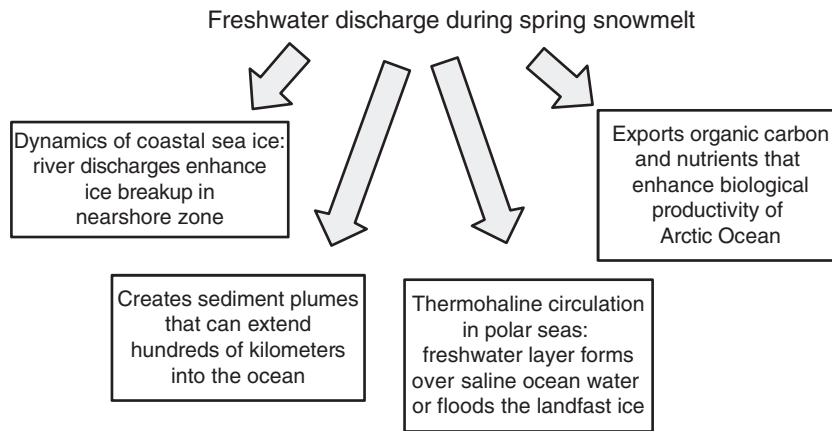 Freshwater discharge during spring snowmelt
Dynamics of coastal sea ice:
river discharges enhance
ice breakup in
nearshore zone
Exports organic carbon
and nutrients that
enhance biological
productivity of
Arctic Ocean
Creates sediment plumes
that can extend
hundreds of kilometers
into the ocean
Thermohaline circulation
in polar seas:
freshwater layer forms
over saline ocean water
or floods the landfast ice